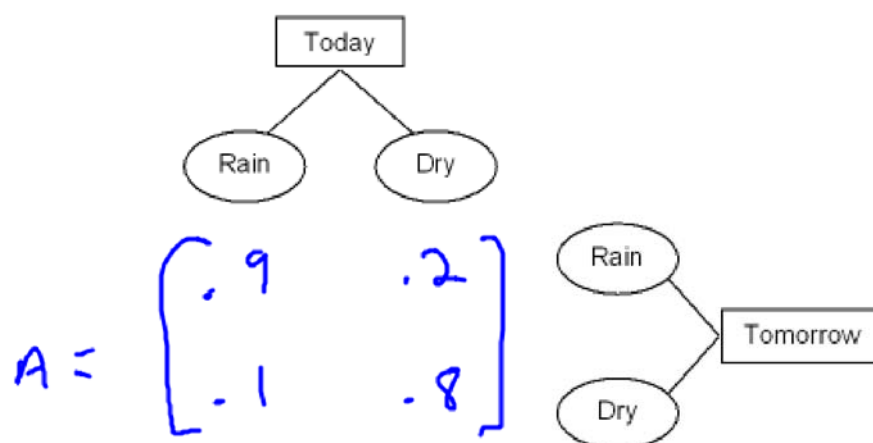 Today
Rain Dry
.9 .2 Rain
A = Tomorrow
.1 .8 Dry